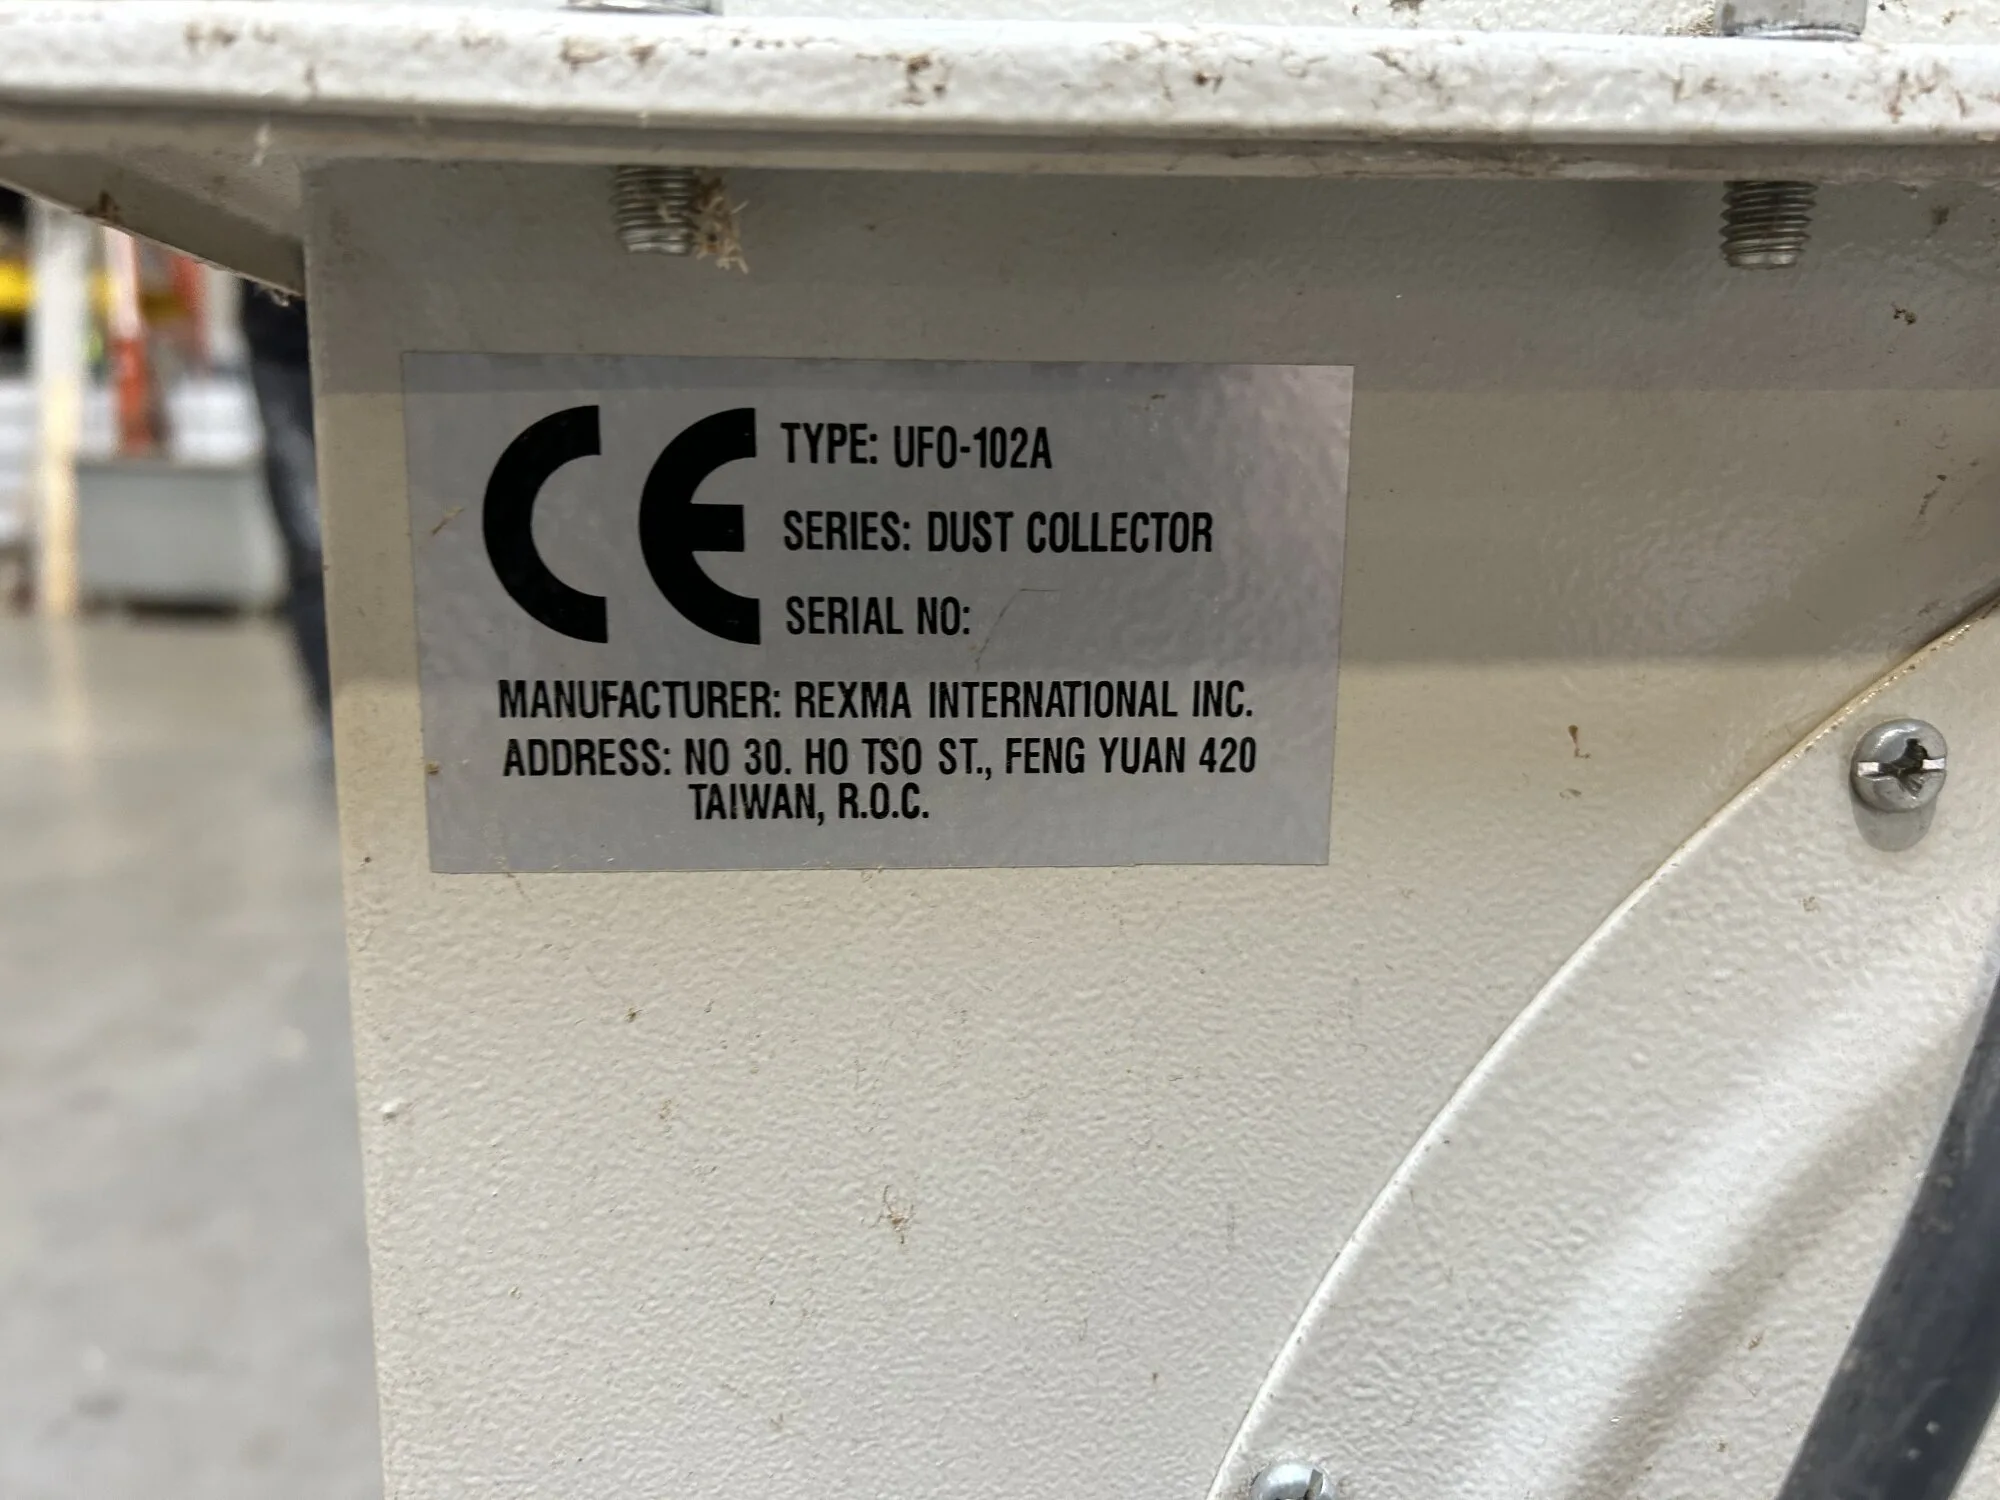 CE
TYPE: UFO-102A
SERIES: DUST COLLECTOR
SERIAL NO:
MANUFACTURER: REXMA INTERNATIONAL INC.
ADDRESS: NO 30. HO TSO ST., FENG YUAN 420
TAIWAN, R.O.C.